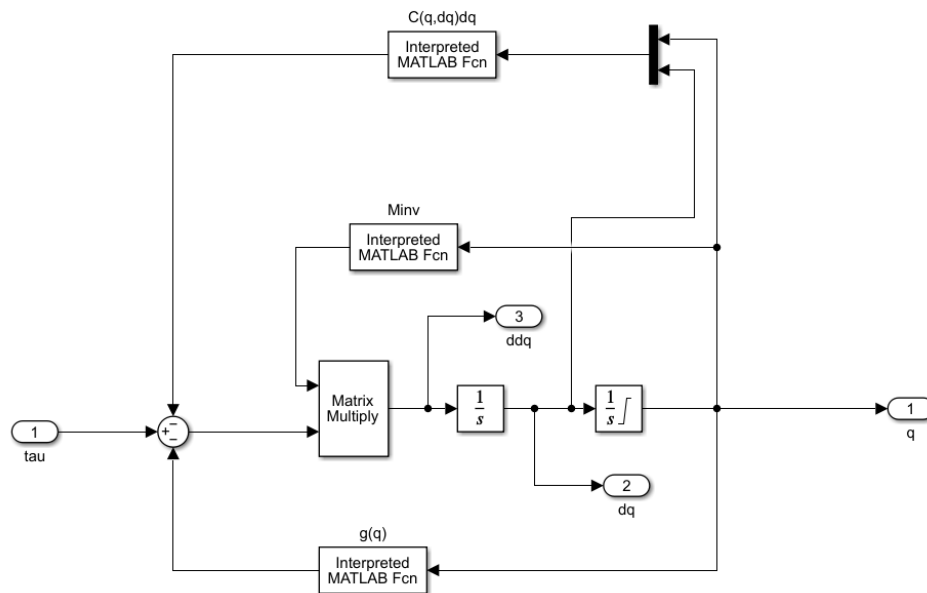 C(q,dq)dq
Interpreted
MATLAB Fcn
Minv
Interpreted
MATLAB Fcn
3
ddq
Matrix
Multiply
1
s
1
s
1
tau
+
−
−
1
q
2
dq
g(q)
Interpreted
MATLAB Fcn